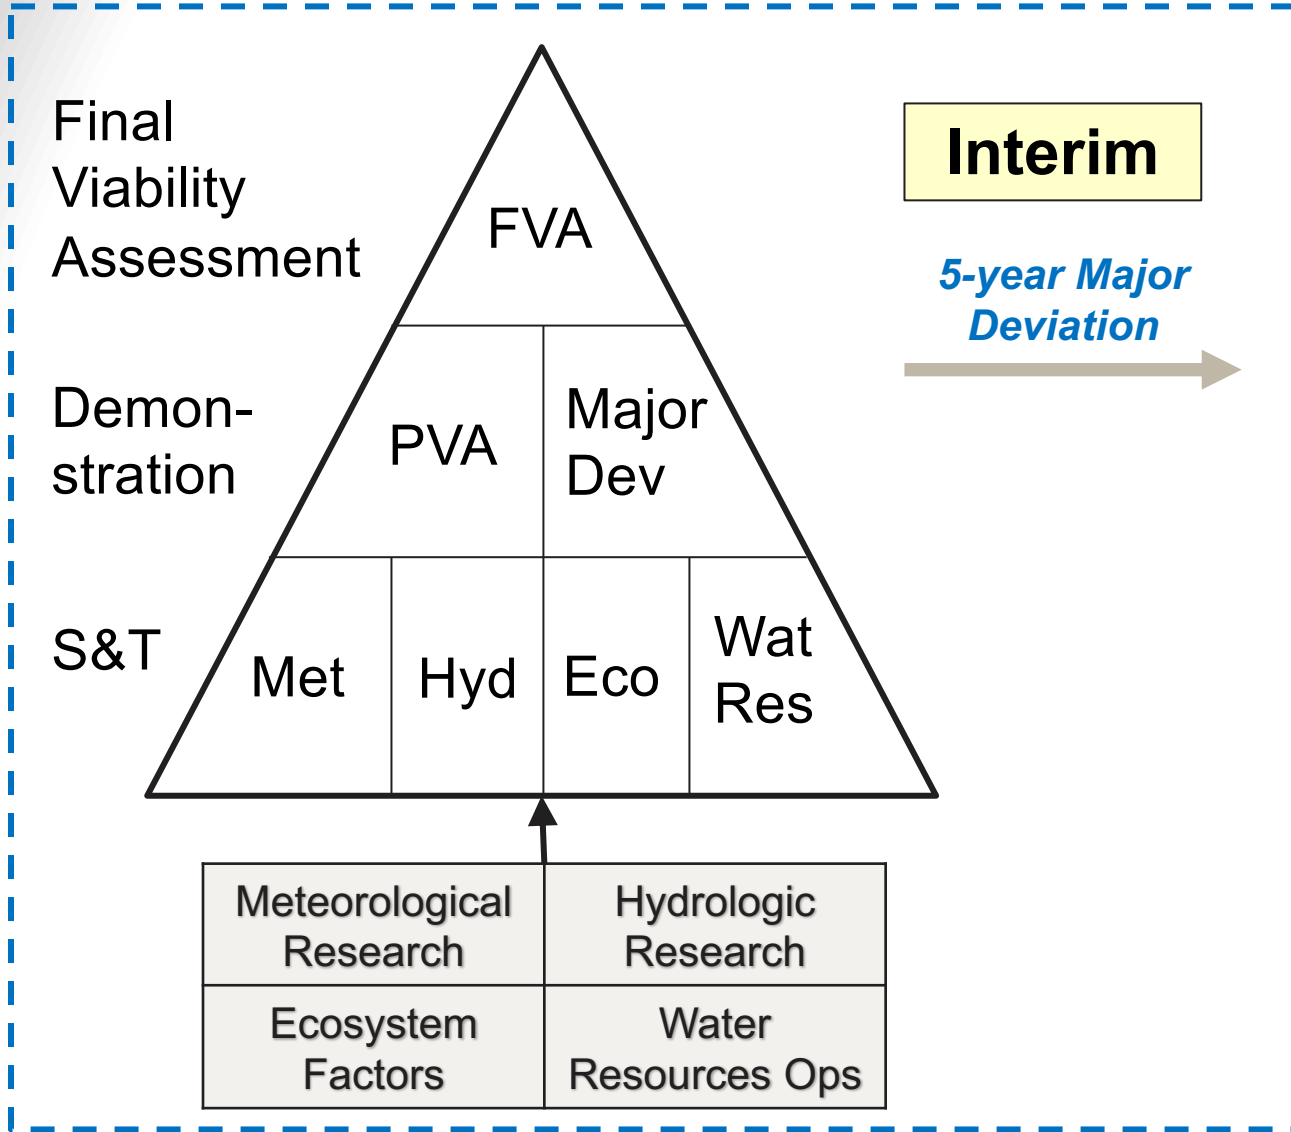 Final
Viability
Assessment
FVA
Interim
5-year Major
Deviation
Demon-
stration
PVA
Major
Dev
S&T
Met
Hyd
Eco
Wat
Res
Meteorological
Research
Hydrologic
Research
Ecosystem
Factors
Water
Resources Ops